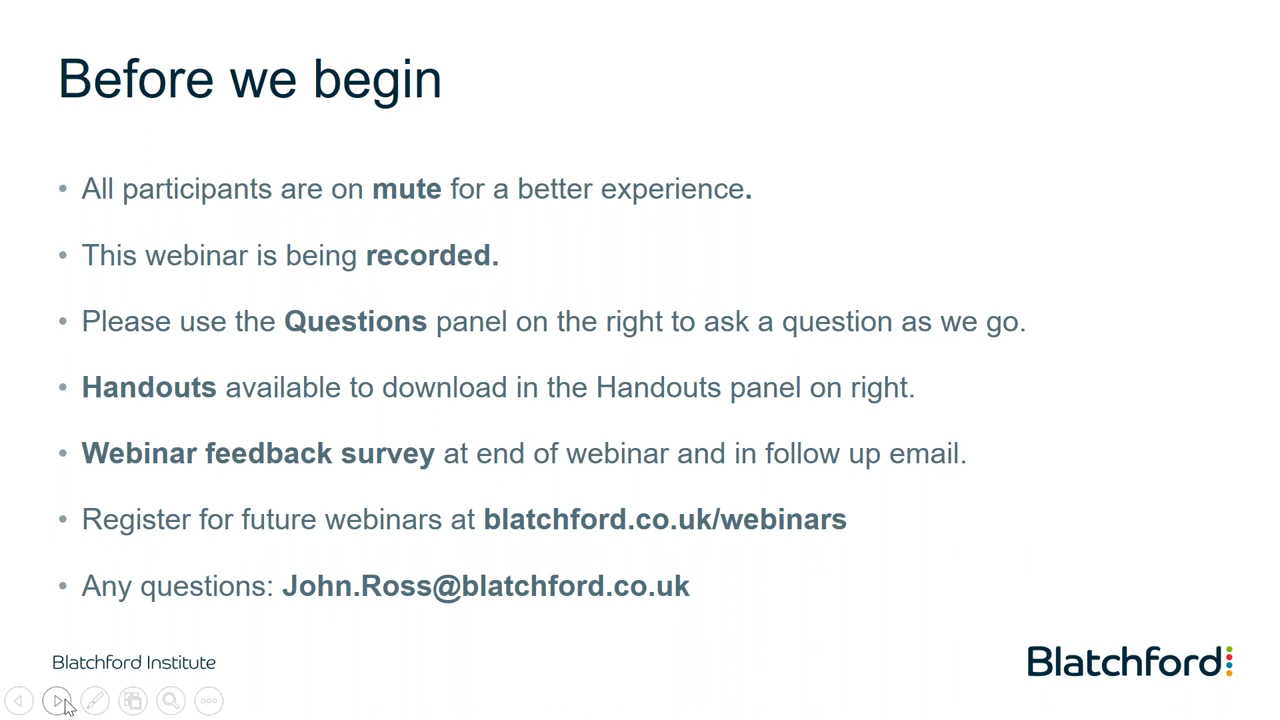 Before we begin
• All participants are on mute for a better experience.
• This webinar is being recorded.
• Please use the Questions panel on the right to ask a question as we go.
• Handouts available to download in the Handouts panel on right.
• Webinar feedback survey at end of webinar and in follow up email.
• Register for future webinars at blatchford.co.uk/webinars
• Any questions: John.Ross@blatchford.co.uk
Blatchford Institute
Blatchford